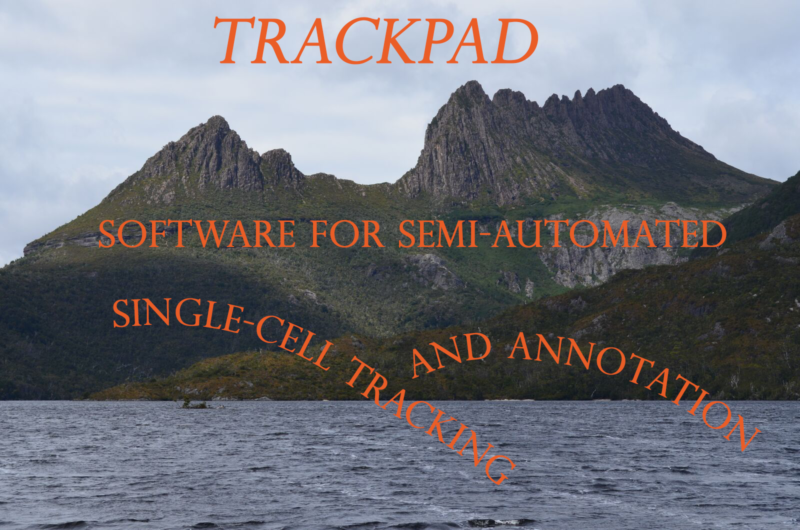 TRACKPAD
SOFTWARE FOR SEMI-AUTOMATED
SINGLE-CELL TRACKING
AND ANNOTATION